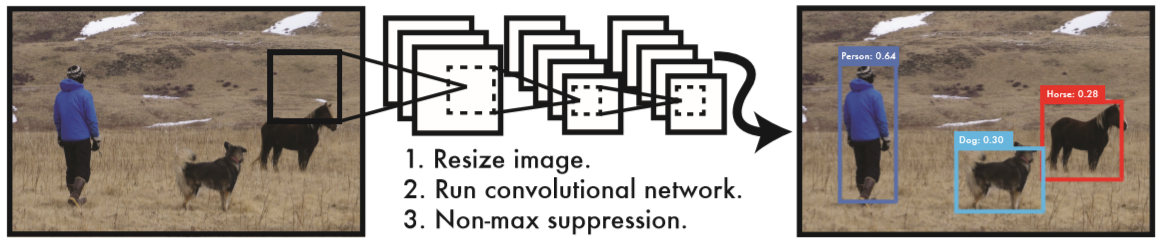 1. Resize image.
2. Run convolutional network.
3. Non-max suppression.
Person: 0.64
Horse: 0.28
Dog: 0.30